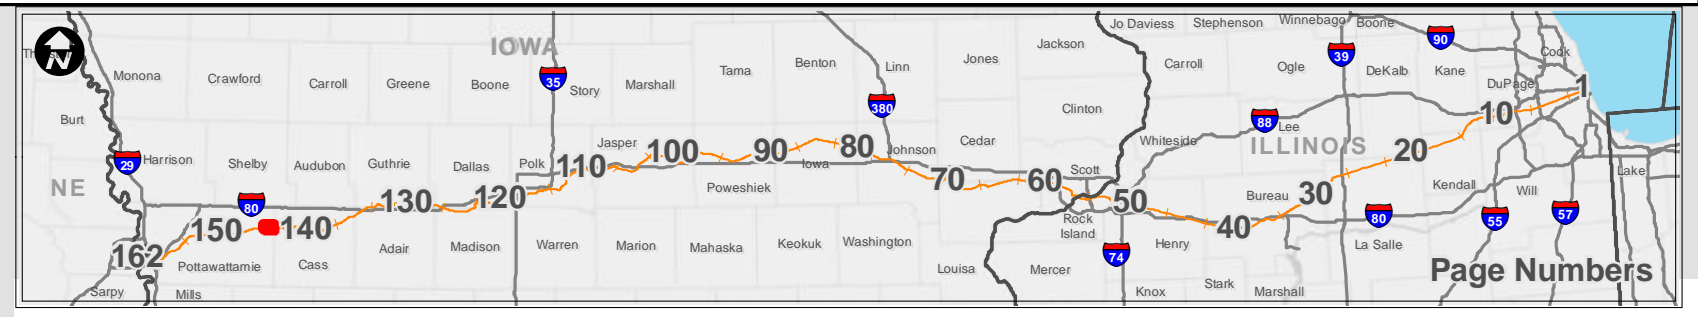 Jo Daviess Stephenson Winnebago Boone
IOWA
N
Jackson
90
Cook
39
Monona Crawford Carroll Greene Boone 35 Story Marshall Tama Benton Linn Jones Carroll Ogle DeKalb Kane
DuPage 1
380
Clinton
10
Burt
88 Lee
Whiteside
ILLINOIS
29 Harrison Shelby Audubon Guthrie Dallas Polk Jasper 100 90 80 Johnson Cedar
110
Iowa
20
Scott
Lake
NE
80
130 120
Poweshiek
70 60
50
Bureau 30
Kendall Will
162 150 140
Adair Madison Warren Marion Mahaska Keokuk Washington
Rock
Island
Henry 40
80 55 57
La Salle
74
Pottawattamie Cass
Louisa Mercer
Page Numbers
Sarpy Mills
Knox Stark Marshall